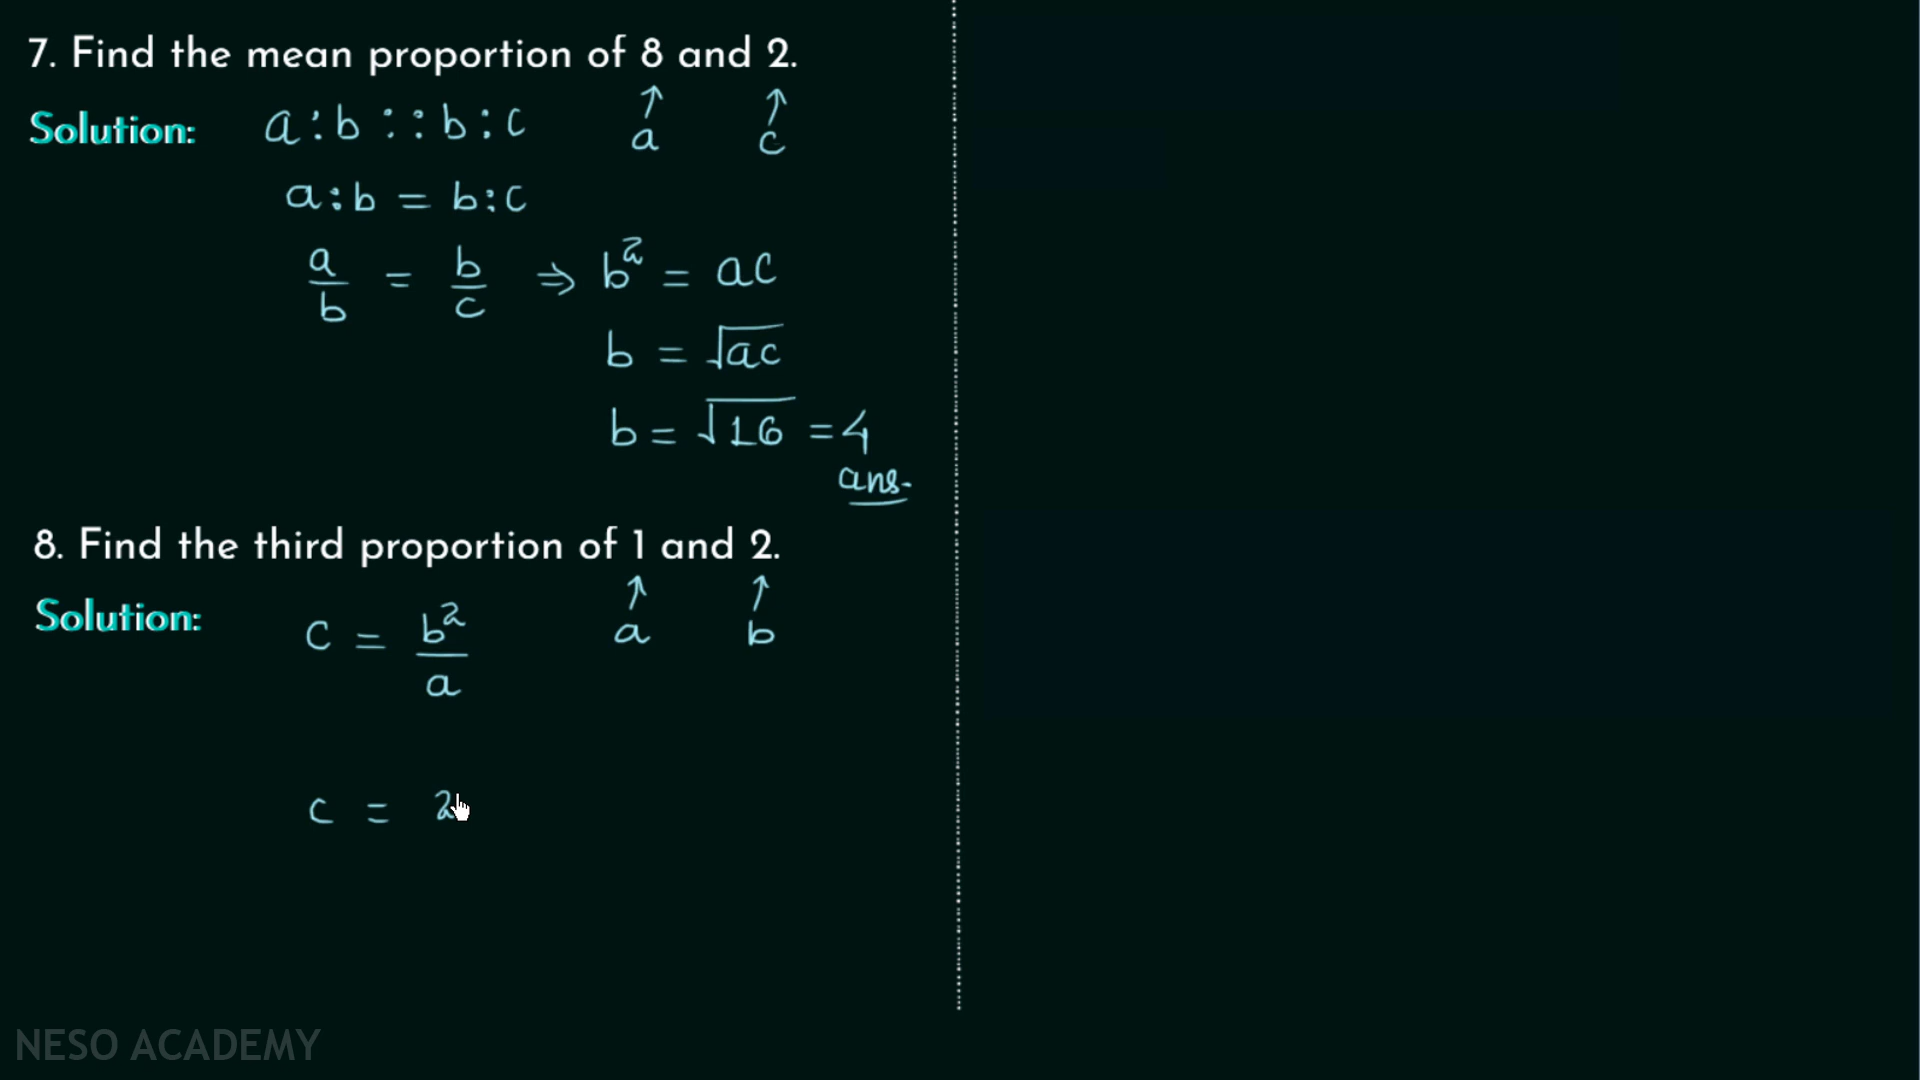 7. Find the mean proportion of 8 and 2.
↑ ↑
Solution: a:b::b:c a c
a:b = b:c
a/b = b/c ⇒ b² = ac
b = √ac
b = √16 = 4
ans.
8. Find the third proportion of 1 and 2.
↑ ↑
Solution: c = b²/a a b
c = 2
NESO ACADEMY